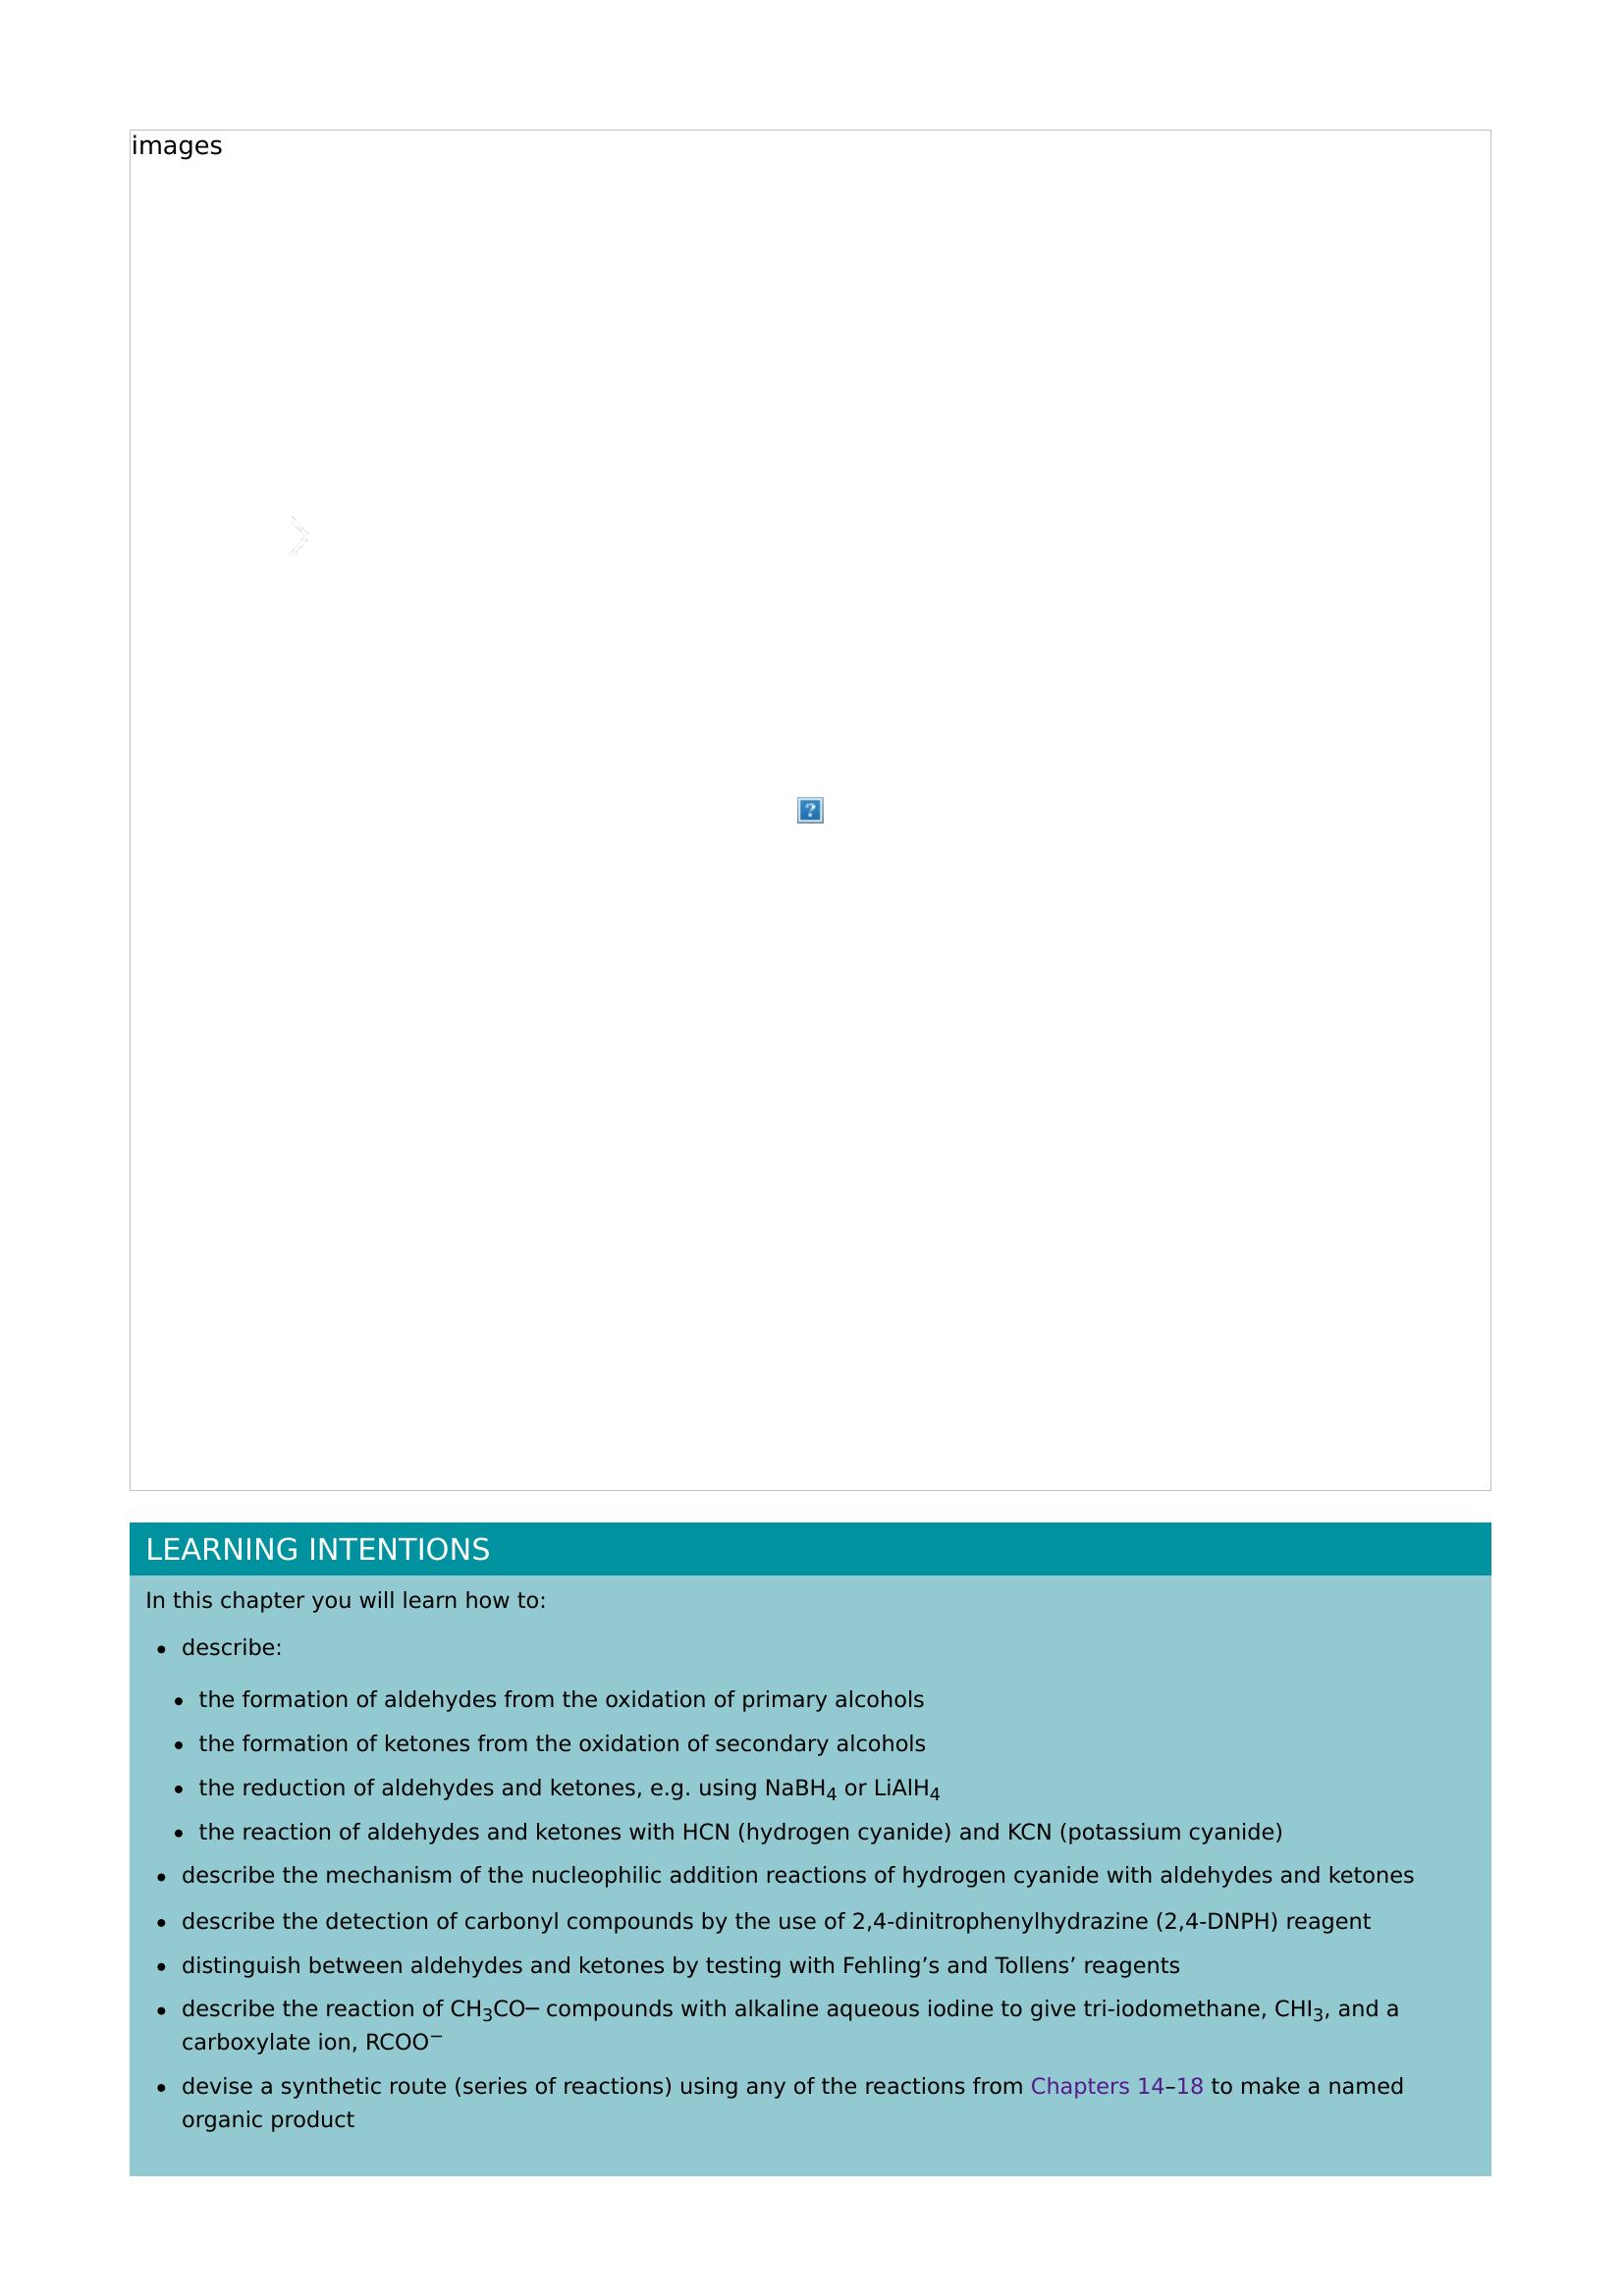 images
LEARNING INTENTIONS
In this chapter you will learn how to:
• describe:
• the formation of aldehydes from the oxidation of primary alcohols
• the formation of ketones from the oxidation of secondary alcohols
• the reduction of aldehydes and ketones, e.g. using NaBH₄ or LiAlH₄
• the reaction of aldehydes and ketones with HCN (hydrogen cyanide) and KCN (potassium cyanide)
• describe the mechanism of the nucleophilic addition reactions of hydrogen cyanide with aldehydes and ketones
• describe the detection of carbonyl compounds by the use of 2,4-dinitrophenylhydrazine (2,4-DNPH) reagent
• distinguish between aldehydes and ketones by testing with Fehling’s and Tollens’ reagents
• describe the reaction of CH₃CO─ compounds with alkaline aqueous iodine to give tri-iodomethane, CHI₃, and a
carboxylate ion, RCOO⁻
• devise a synthetic route (series of reactions) using any of the reactions from Chapters 14–18 to make a named
organic product